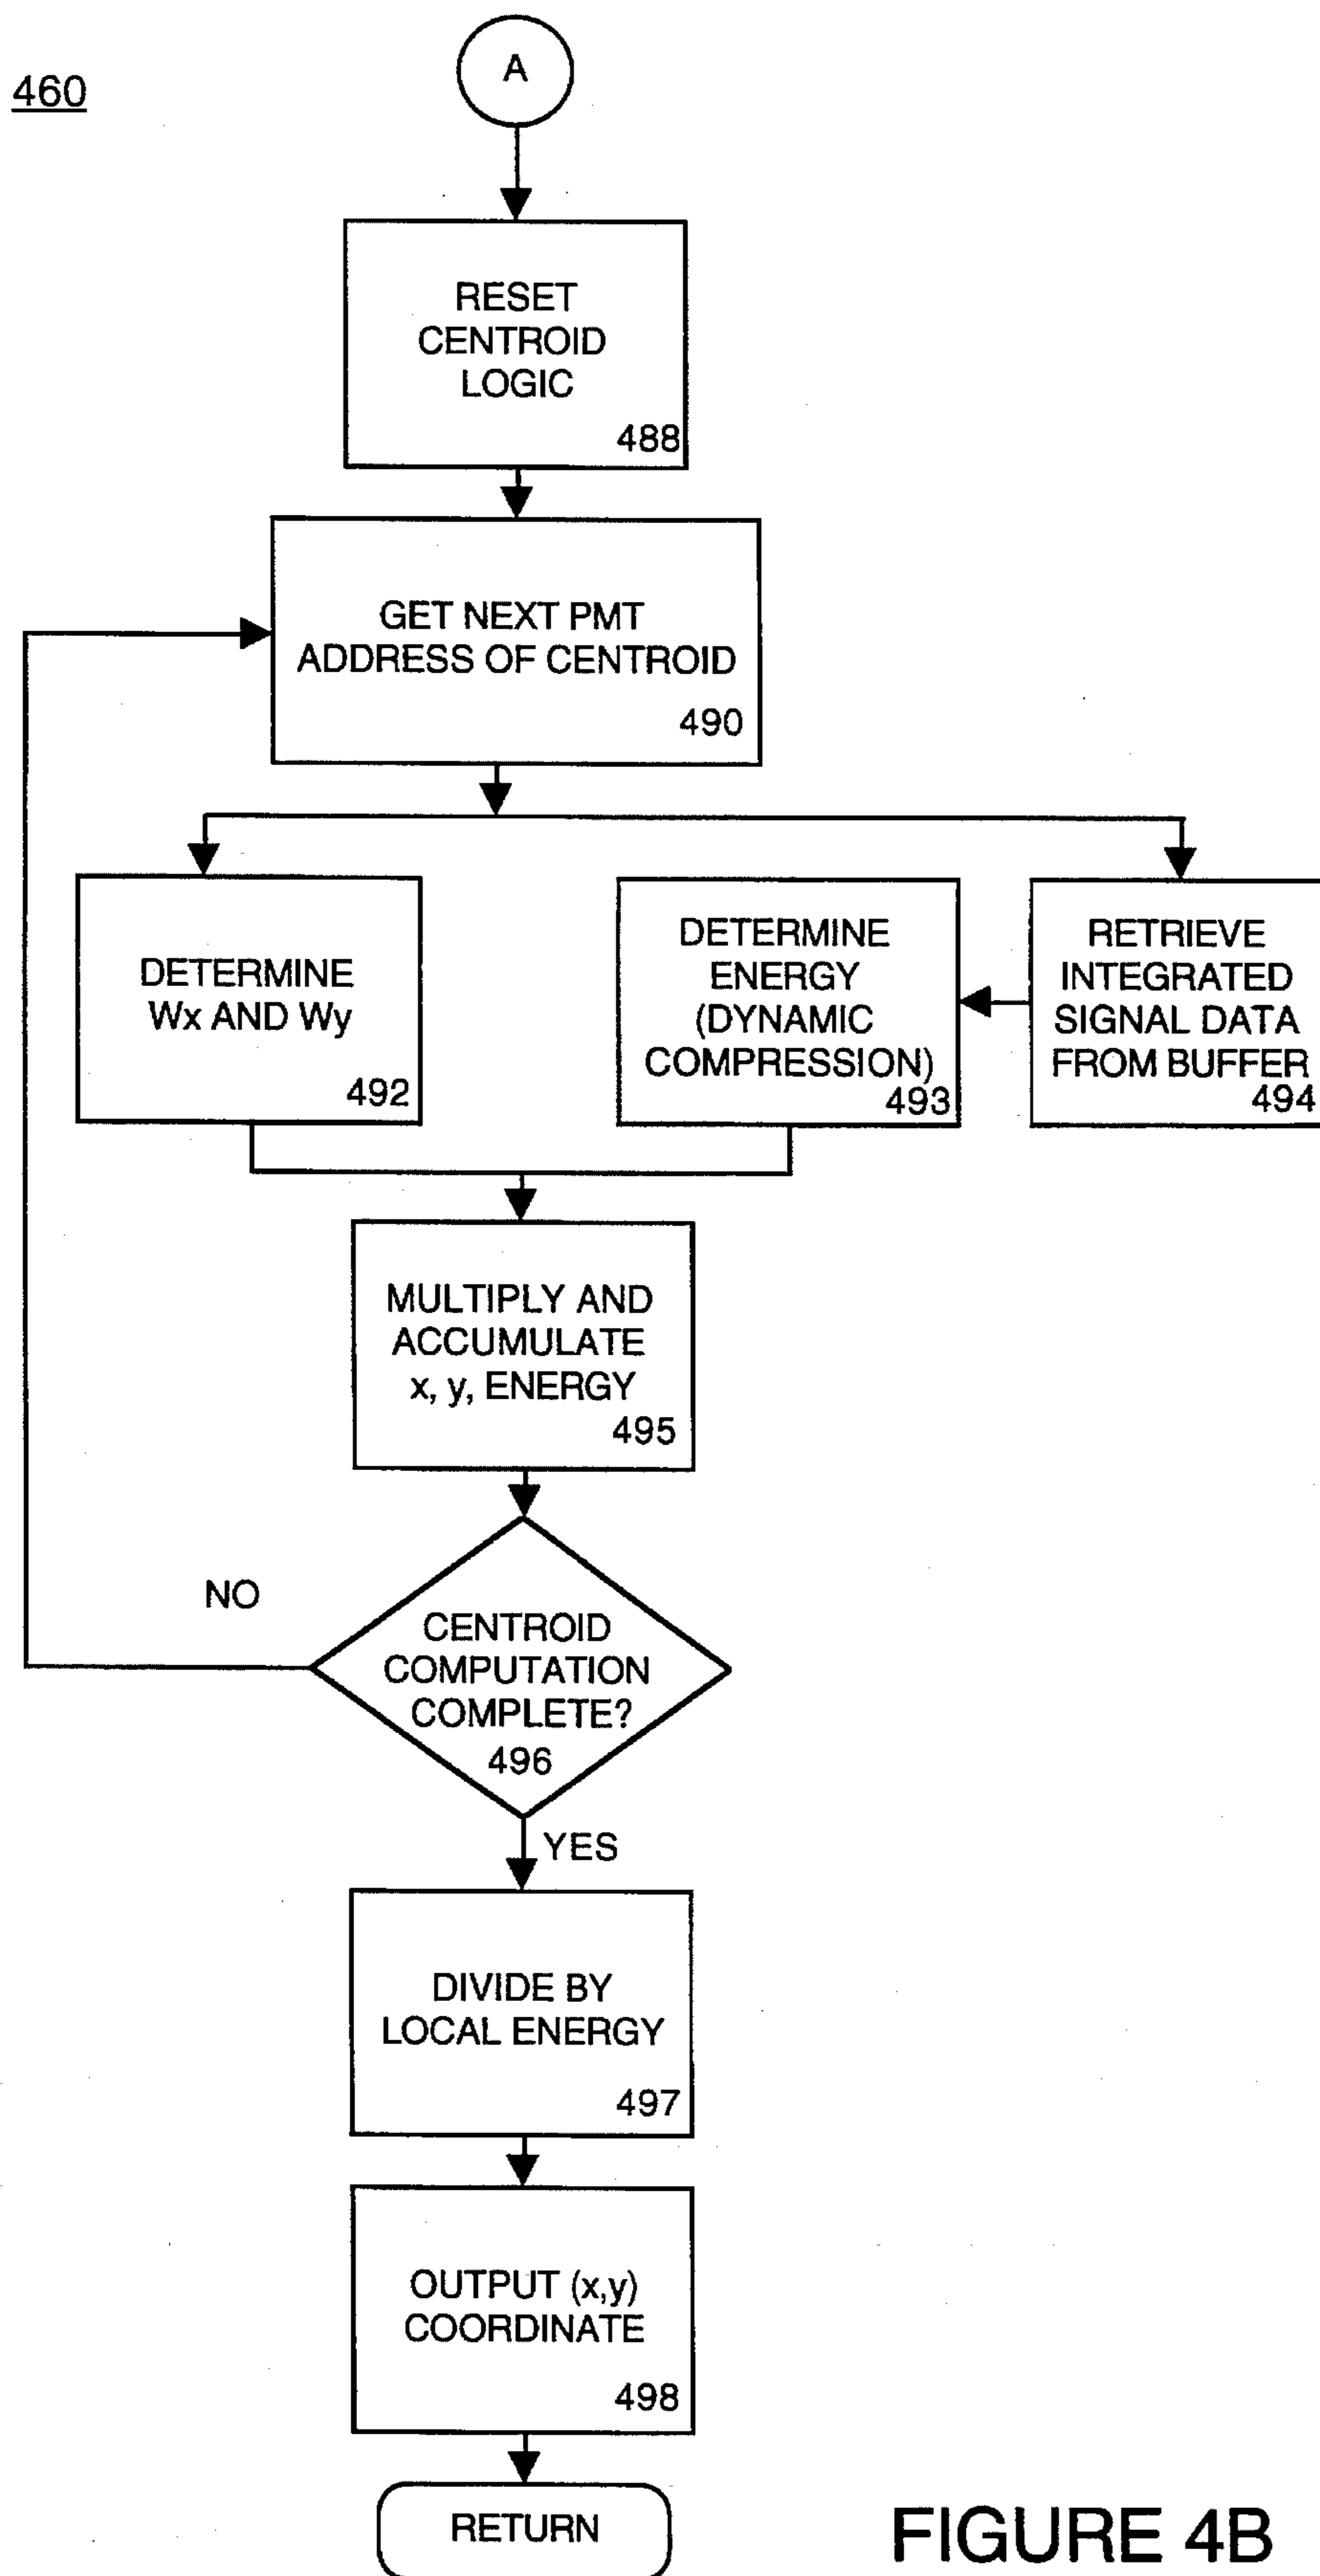 460
A
RESET
CENTROID
LOGIC
488
GET NEXT PMT
ADDRESS OF CENTROID
490
DETERMINE
Wx AND Wy
492
DETERMINE
ENERGY
(DYNAMIC
COMPRESSION)
493
RETRIEVE
INTEGRATED
SIGNAL DATA
FROM BUFFER
494
MULTIPLY AND
ACCUMULATE
x, y, ENERGY
495
NO
CENTROID
COMPUTATION
COMPLETE?
496
YES
DIVIDE BY
LOCAL ENERGY
497
OUTPUT (x,y)
COORDINATE
498
RETURN
FIGURE 4B